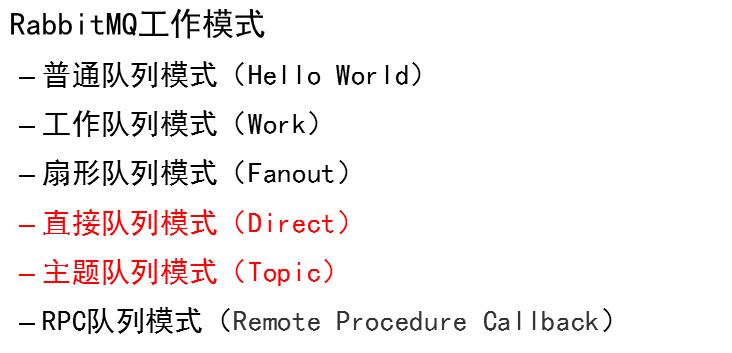 RabbitMQ工作模式
–普通队列模式（Hello World）
–工作队列模式（Work）
–扇形队列模式（Fanout）
–直接队列模式（Direct）
–主题队列模式（Topic）
–RPC队列模式（Remote Procedure Callback）